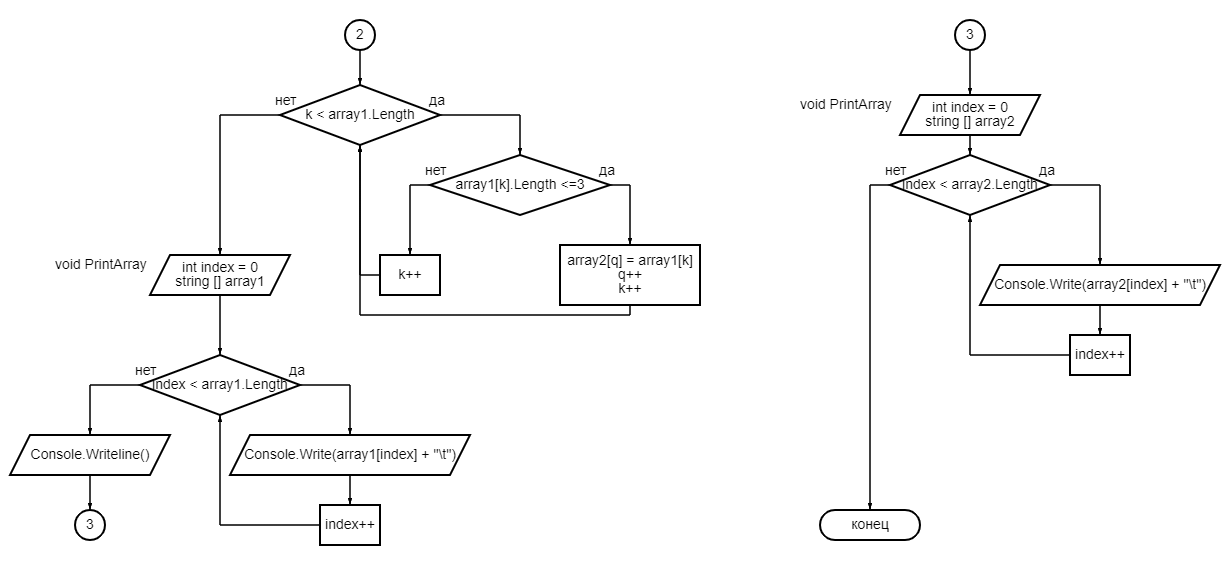 2
нет
да
k < array1.Length
нет
да
array1[k].Length <=3
k++
array2[q] = array1[k]
q++
k++
void PrintArray
int index = 0
string [] array1
нет
да
index < array1.Length
Console.Writeline()
Console.Write(array1[index] + "\t")
index++
3
3
void PrintArray
int index = 0
string [] array2
нет
да
index < array2.Length
Console.Write(array2[index] + "\t")
index++
конец